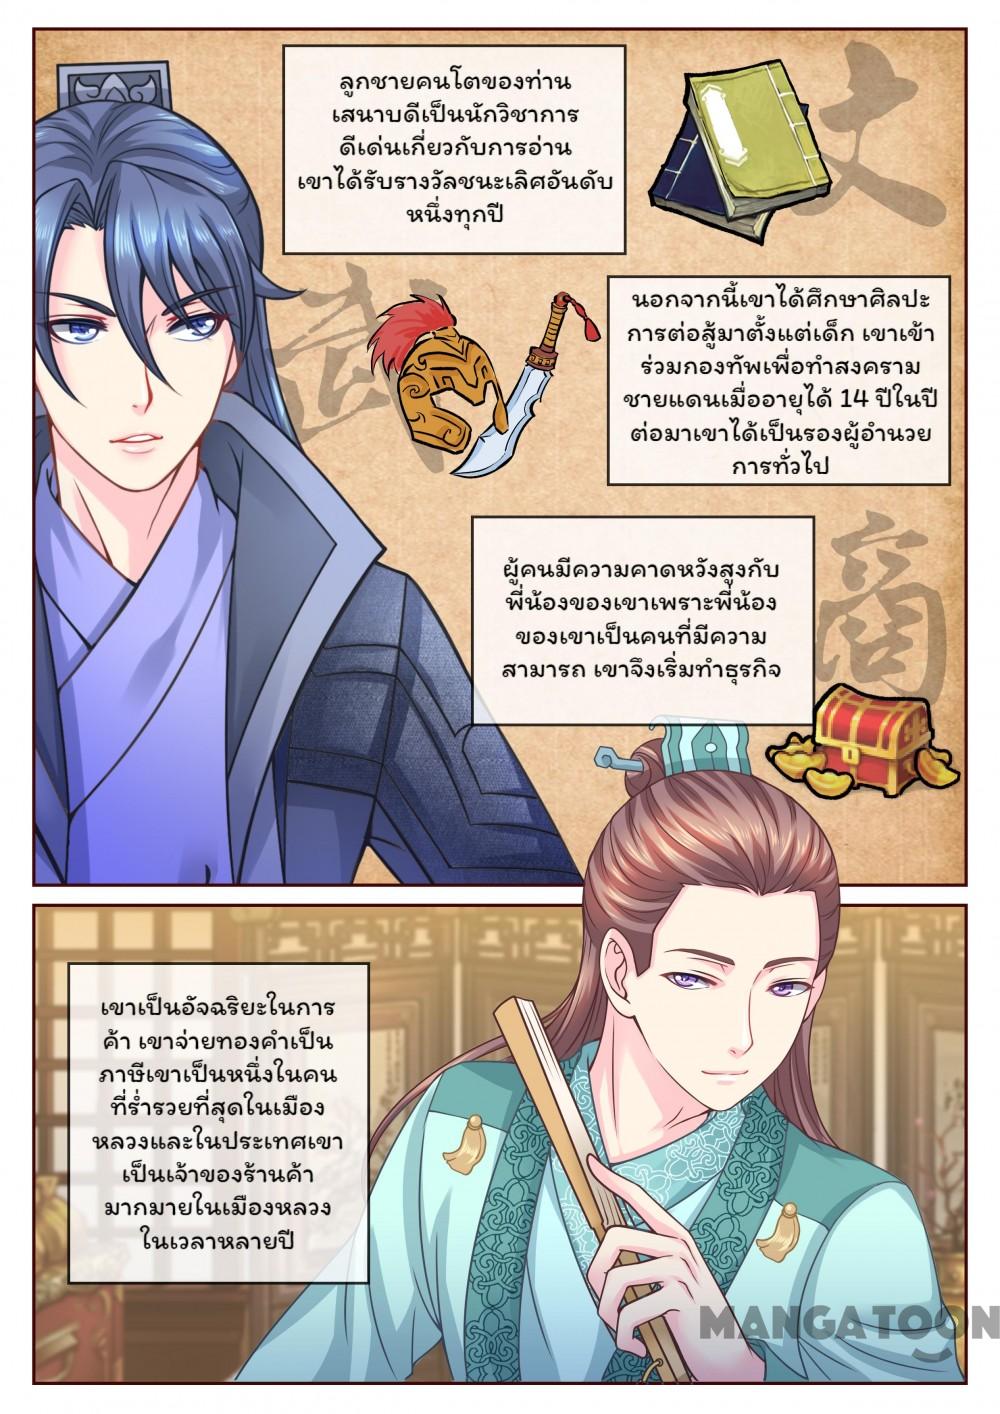 ลูกชายคนโตของท่าน
เสนาบดีเป็นนักวิชาการ
ดีเด่นเกี่ยวกับการอ่าน
เขาได้รับรางวัลชนะเลิศอันดับ
หนึ่งทุกปี
文
武
นอกจากนี้เขาได้ศึกษาศิลปะ
การต่อสู้มาตั้งแต่เด็ก เขาเข้า
ร่วมกองทัพเพื่อทำสงคราม
ชายแดนเมื่ออายุได้ 14 ปีในปี
ต่อมาเขาได้เป็นรองผู้อำนวย
การทั่วไป
ผู้คนมีความคาดหวังสูงกับ
พี่น้องของเขาเพราะพี่น้อง
ของเขาเป็นคนที่มีความ
สามารถ เขาจึงเริ่มทำธุรกิจ
商
เขาเป็นอัจฉริยะในการ
ค้า เขาจ่ายทองคำเป็น
ภาษีเขาเป็นหนึ่งในคน
ที่ร่ำรวยที่สุดในเมือง
หลวงและในประเทศเขา
เป็นเจ้าของร้านค้า
มากมายในเมืองหลวง
ในเวลาหลายปี
MANGATOON